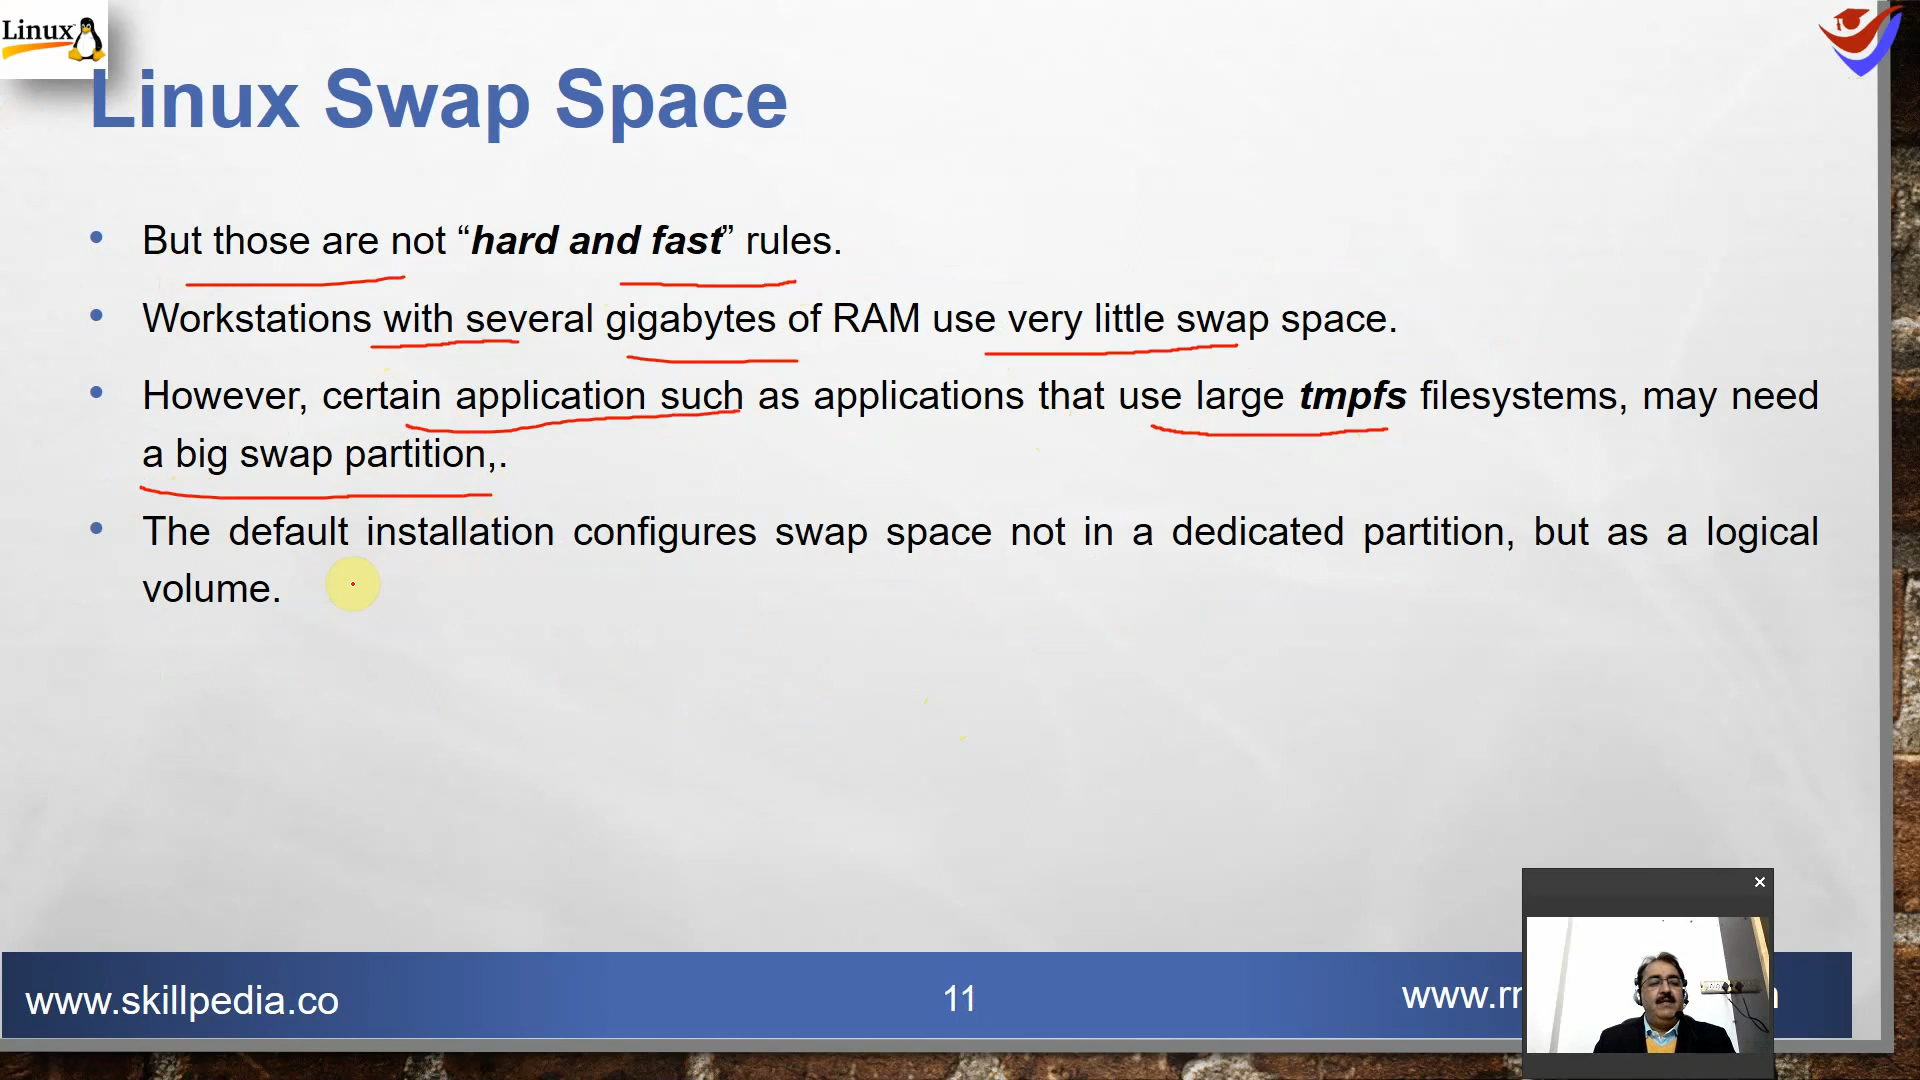 Linux
Linux Swap Space
• But those are not “hard and fast” rules.
• Workstations with several gigabytes of RAM use very little swap space.
• However, certain application such as applications that use large tmpfs filesystems, may need
a big swap partition,.
• The default installation configures swap space not in a dedicated partition, but as a logical
volume.
www.skillpedia.co
11